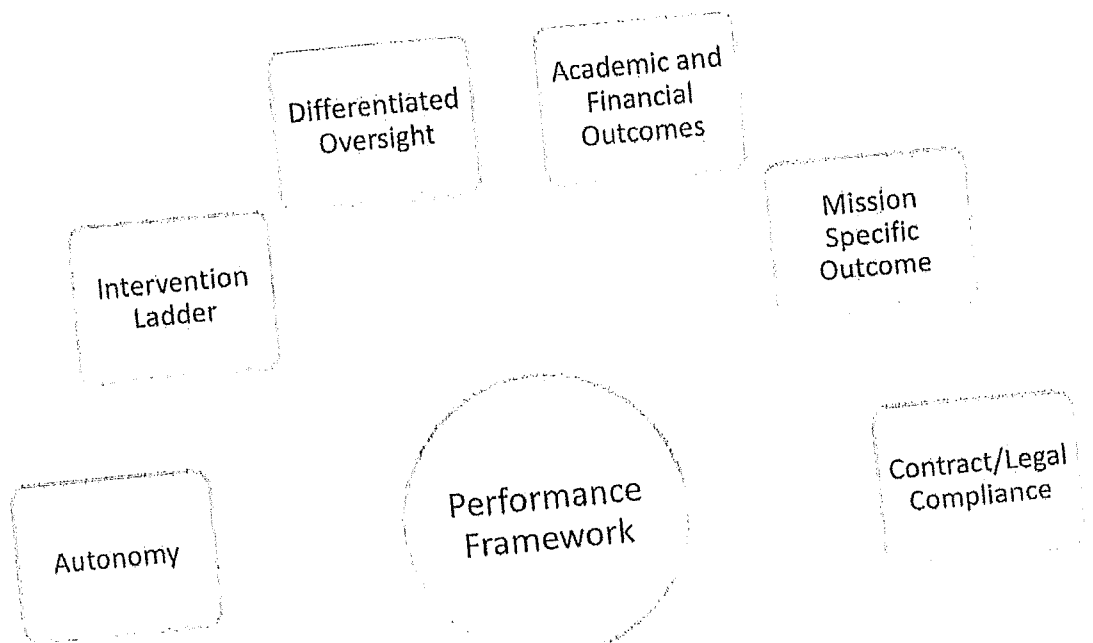 Differentiated
Oversight
Academic and
Financial
Outcomes
Mission
Specific
Outcome
Intervention
Ladder
Contract/Legal
Compliance
Performance
Framework
Autonomy